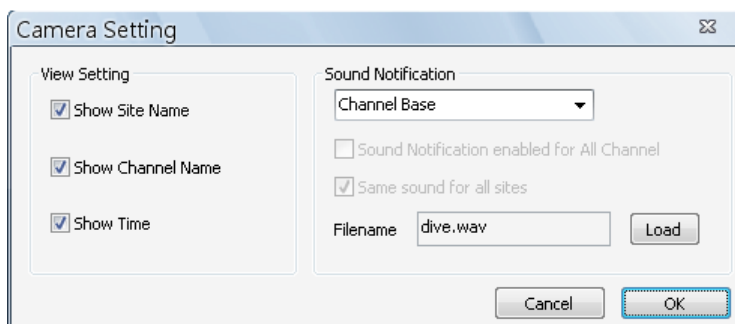 Camera Setting
View Setting
Show Site Name
Show Channel Name
Show Time
Sound Notification
Channel Base
Sound Notification enabled for All Channel
Same sound for all sites
Filename dive.wav Load
Cancel OK